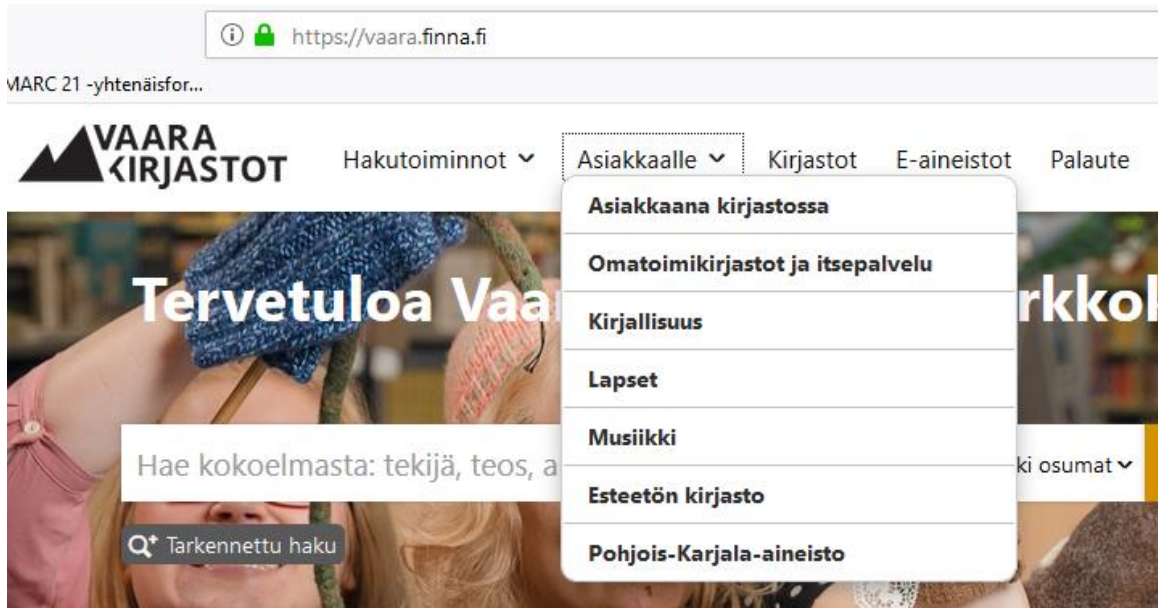 https://vaara.finna.fi
MARC 21 -yhtenäisfor...
VAARA
KIRJASTOT
Hakutoiminnot Asiakkaalle Kirjastot E-aineistot Palaute
Asiakkaana kirjastossa
Omatoimikirjastot ja itsepalvelu
Kirjallisuus
Lapset
Musiikki
Esteetön kirjasto
Pohjois-Karjala-aineisto
Tervetuloa
Hae kokoelmasta: tekijä, teos, a
osumat
Tarkennettu haku